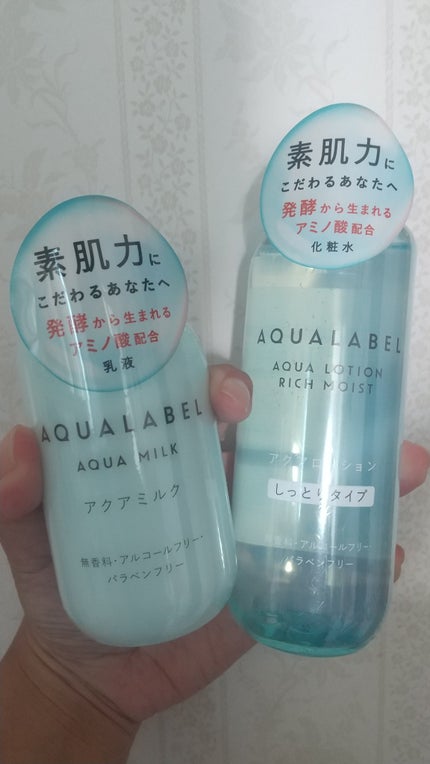 素肌力に
こだわるあなたへ
発酵から生まれる
アミノ酸配合
乳液
AQUALABEL
AQUA MILK
アクアミルク
無香料・アルコールフリー・
パラベンフリー
素肌力に
こだわるあなたへ
発酵から生まれる
アミノ酸配合
化粧水
AQUALABEL
AQUA LOTION
RICH MOIST
アクアローション
しっとりタイプ
無香料・アルコールフリー・
パラベンフリー